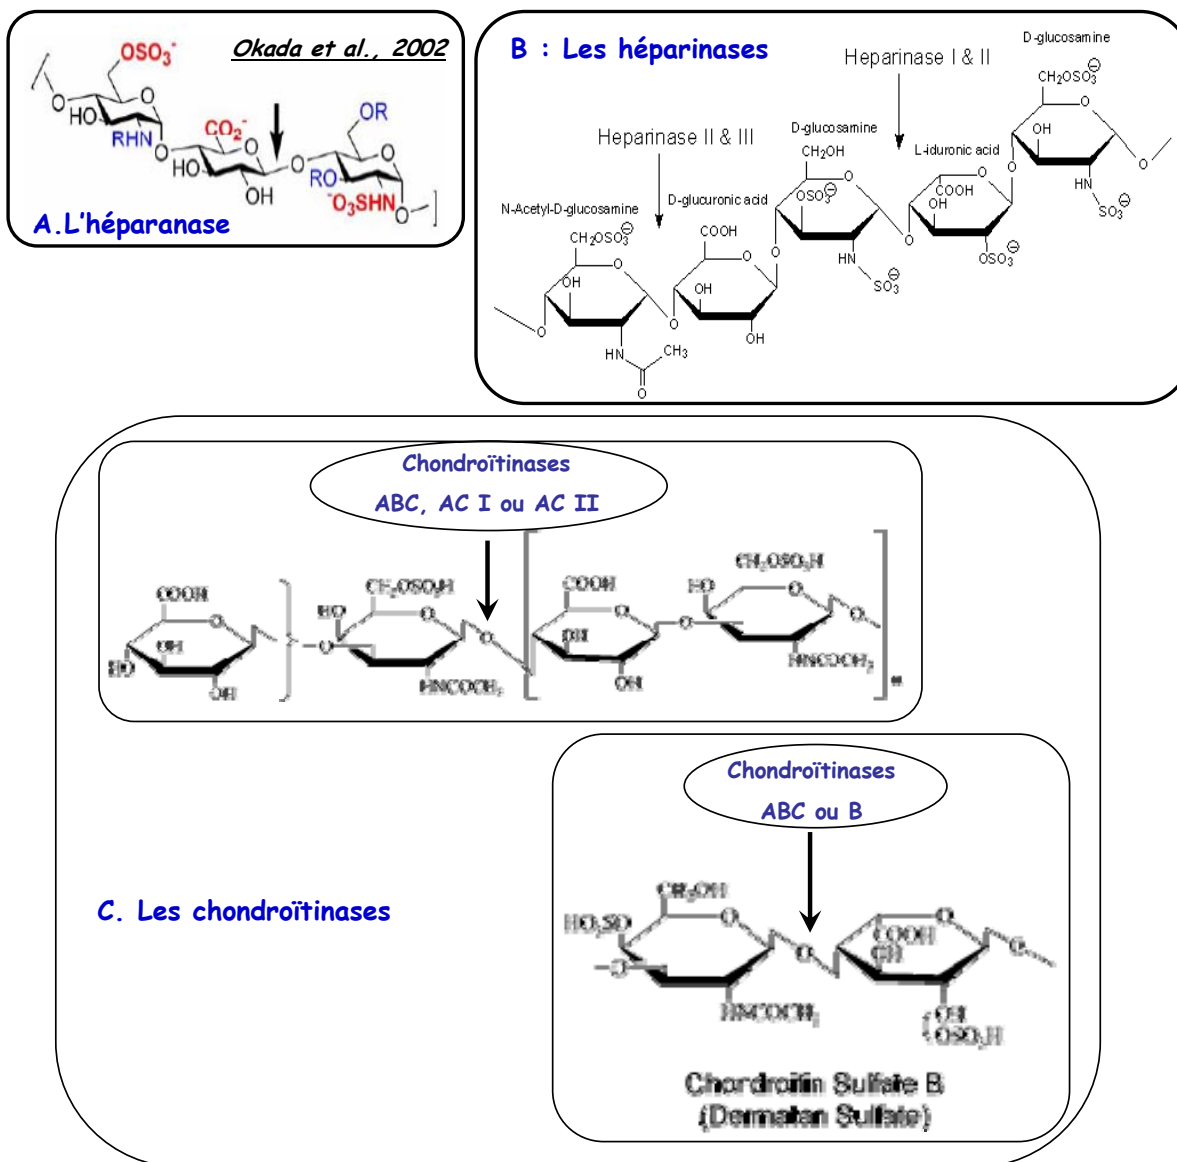 Okada et al., 2002
OSO3-
O
O
HO
RHN
O
CO2-
O
HO
OH
O
OR
O
RO
-O3SHN
O
A.L'héparanase
B : Les héparinases
D-glucosamine
Heparinase I & II
CH2OSO3⊖
O
OH
O
HN
SO3⊖
Heparinase II & III
D-glucosamine
CH2OH
O
OSO3⊖
HN
SO3⊖
L-iduronic acid
O
COOH
OH
OSO3⊖
O
N-Acetyl-D-glucosamine
D-glucuronic acid
CH2OSO3⊖
O
OH
O
HN
CH3
O
COOH
O
OH
OH
O
O
Chondroïtinases
ABC, AC I ou AC II
COOH
O
OH
HO
OH
O
CH2OSO3H
HO
O
HNCOCH3
O
COOH
O
OH
OH
O
CH2OSO3H
HO
O
O
HNCOCH3
Chondroïtinases
ABC ou B
C. Les chondroïtinases
CH2OH
HO3SO
O
O
HNCOCH3
O
O
COOH
OH
O
OH
OSO3H
Chondroitin Sulfate B
(Dermatan Sulfate)